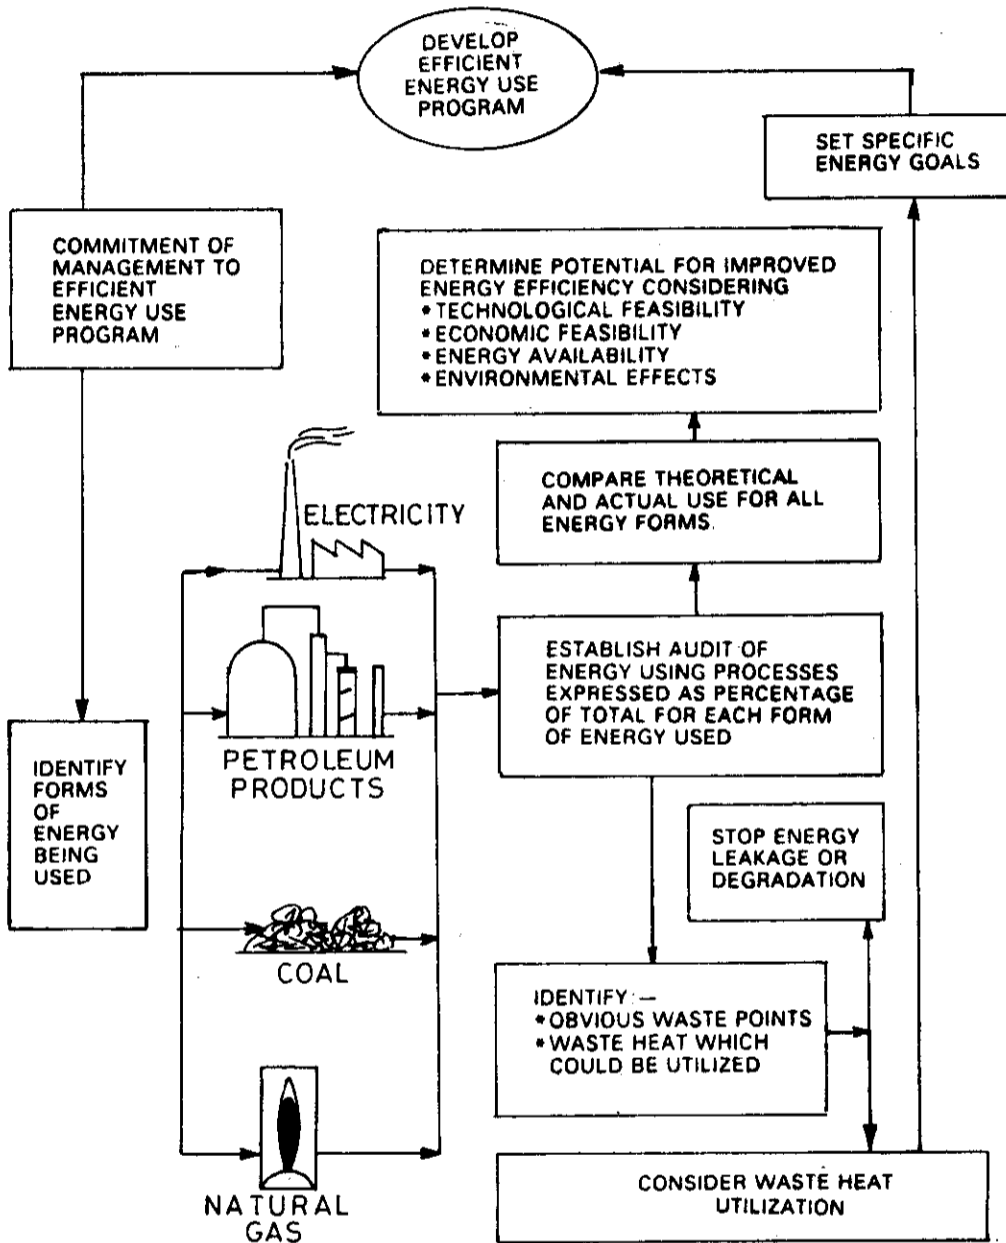 DEVELOP
EFFICIENT
ENERGY USE
PROGRAM
SET SPECIFIC
ENERGY GOALS
COMMITMENT OF
MANAGEMENT TO
EFFICIENT
ENERGY USE
PROGRAM
DETERMINE POTENTIAL FOR IMPROVED
ENERGY EFFICIENCY CONSIDERING
* TECHNOLOGICAL FEASIBILITY
* ECONOMIC FEASIBILITY
* ENERGY AVAILABILITY
* ENVIRONMENTAL EFFECTS
COMPARE THEORETICAL
AND ACTUAL USE FOR ALL
ENERGY FORMS.
ELECTRICITY
ESTABLISH AUDIT OF
ENERGY USING PROCESSES
EXPRESSED AS PERCENTAGE
OF TOTAL FOR EACH FORM
OF ENERGY USED
PETROLEUM
PRODUCTS
IDENTIFY
FORMS
OF
ENERGY
BEING
USED
STOP ENERGY
LEAKAGE OR
DEGRADATION
COAL
IDENTIFY :—
* OBVIOUS WASTE POINTS
* WASTE HEAT WHICH
COULD BE UTILIZED
NATURAL
GAS
CONSIDER WASTE HEAT
UTILIZATION